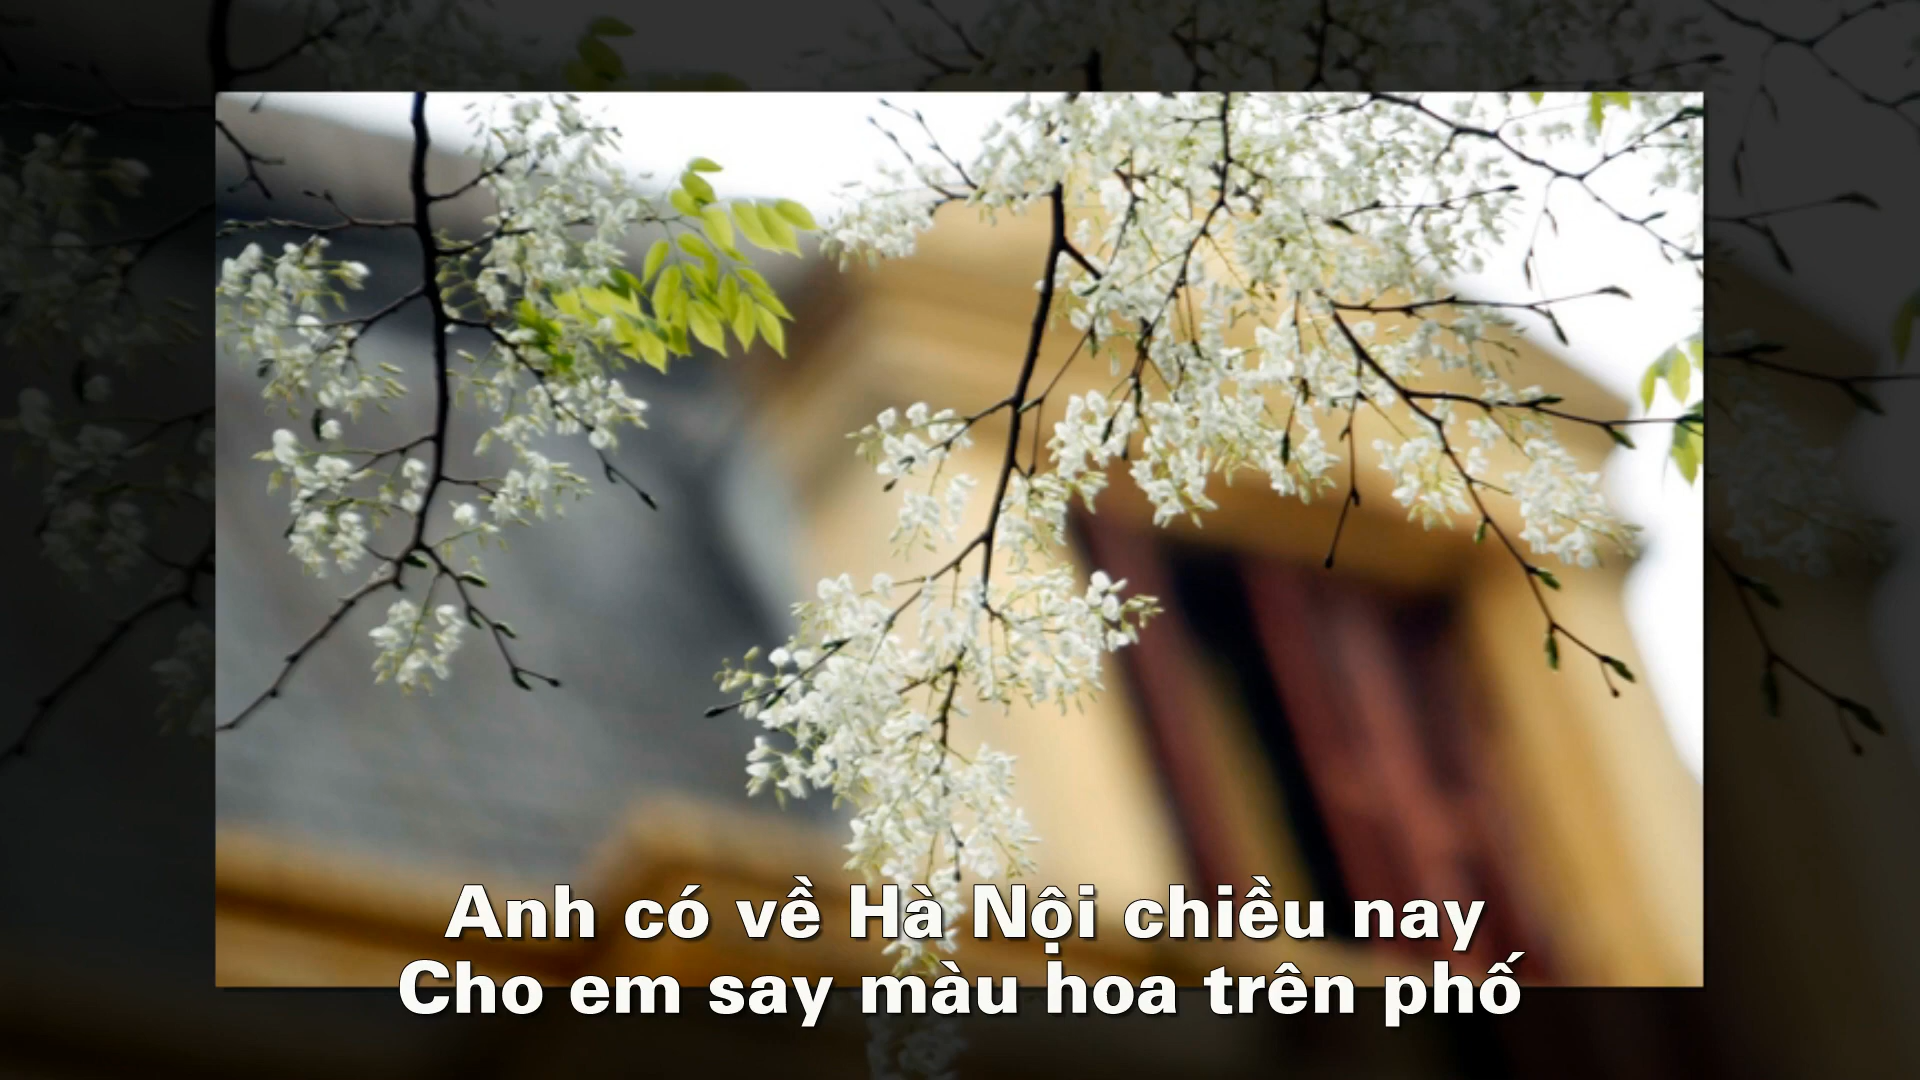 Anh có về Hà Nội chiều nay
Cho em say màu hoa trên phố